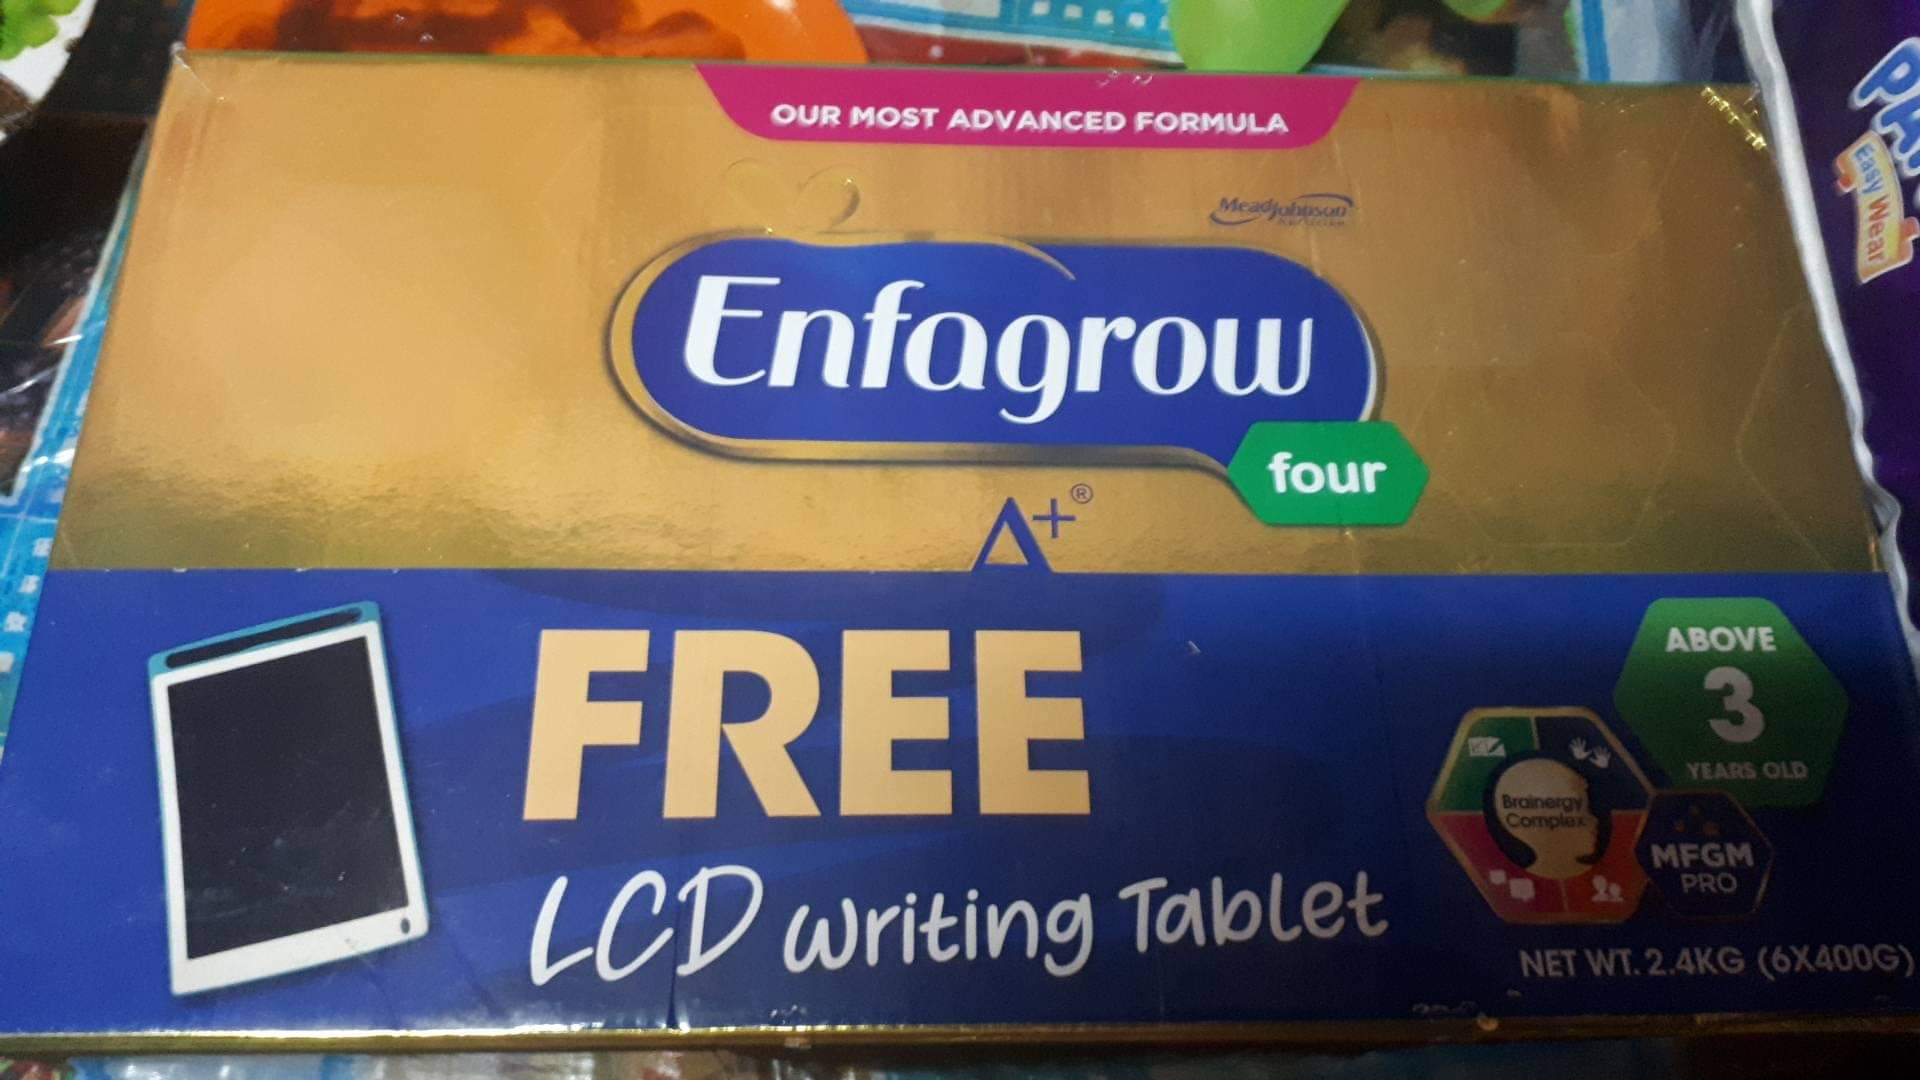 OUR MOST ADVANCED FORMULA
MeadJohnson
Enfagrow
four
A+®
FREE
LCD writing Tablet
ABOVE
3
YEARS OLD
Brainergy
Complex
MFGM
PRO
NET WT. 2.4KG (6X400G)
Easy Wear